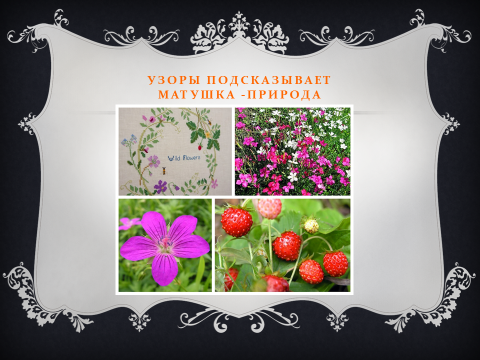 УЗОРЫ ПОДСКАЗЫВАЕТ
МАТУШКА -ПРИРОДА
Wild Flowers